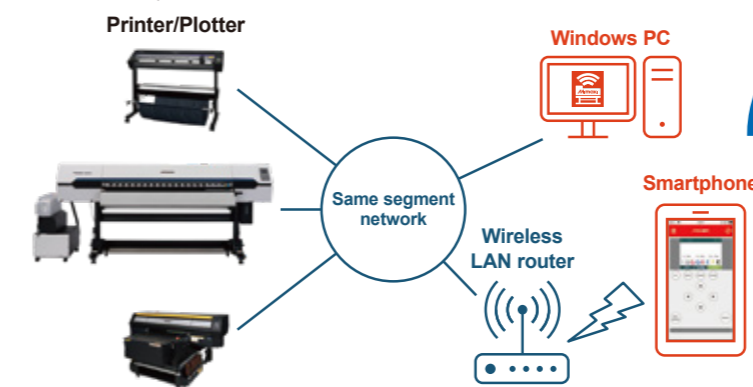 Printer/Plotter
Windows PC
Same segment
network
Smartphone
Wireless
LAN router